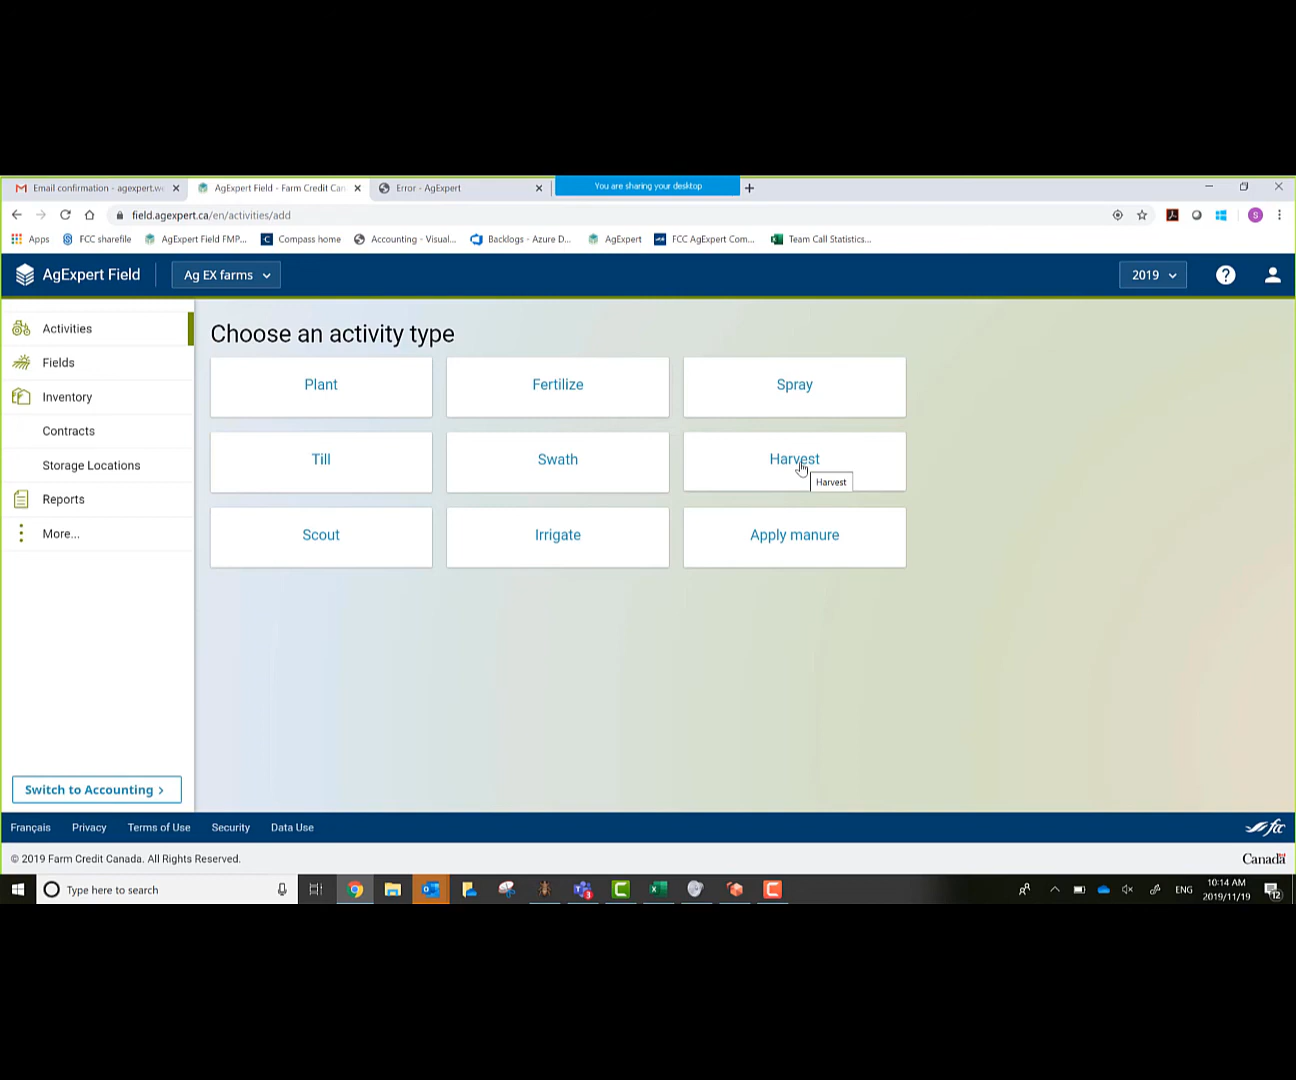 Email confirmation - agexpert.we
AgExpert Field - Farm Credit Can
Error - AgExpert
You are sharing your desktop
field.agexpert.ca/en/activities/add
Apps
FCC sharefile
AgExpert Field FMP...
Compass home
Accounting - Visual...
Backlogs - Azure D...
AgExpert
FCC AgExpert Com...
Team Call Statistics...
AgExpert Field
Ag EX farms
2019
Activities
Fields
Inventory
Contracts
Storage Locations
Reports
More...
Choose an activity type
Plant
Fertilize
Spray
Till
Swath
Harvest
Harvest
Scout
Irrigate
Apply manure
Switch to Accounting >
Français
Privacy
Terms of Use
Security
Data Use
fcc
© 2019 Farm Credit Canada. All Rights Reserved.
Canada
Type here to search
ENG
10:14 AM
2019/11/19
12